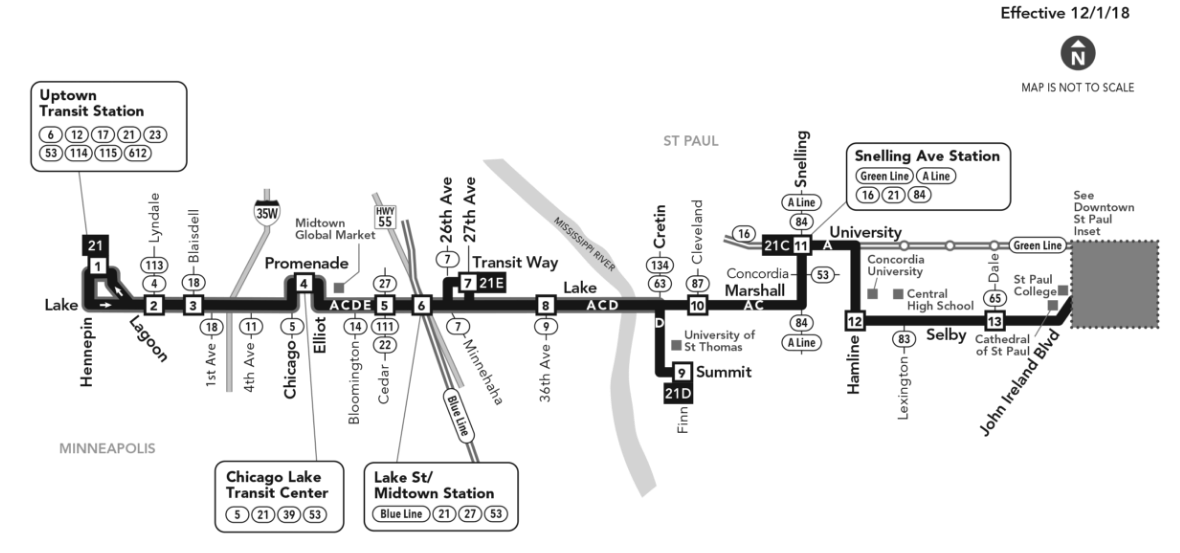 Effective 12/1/18
N
MAP IS NOT TO SCALE
Uptown
Transit Station
6 12 17 21 23
53 114 115 612
ST PAUL
Snelling
A Line
84
Snelling Ave Station
Green Line A Line
16 21 84
See
Downtown
St Paul
Inset
35W
Midtown
Global Market
HWY
55
26th Ave
27th Ave
7
MISSISSIPPI RIVER
Cretin
134
63
Cleveland
87
16
21C
11
A
University
Green Line
21
1
Lyndale
113
4
Blaisdell
18
Promenade
4
27
Transit Way
7
21E
Concordia
53
Concordia
University
Central
High School
Dale
65
St Paul
College
Lake
2
3
A C D E
5
6
8
Lake
A C D
10
Marshall
A C
84
A Line
12
13
Selby
Cathedral
of St Paul
Hennepin
Lagoon
18
1st Ave
11
4th Ave
5
Chicago
Elliot
14
Bloomington
111
22
Cedar
7
Minnehaha
9
36th Ave
D
University of
St Thomas
9
Summit
21D
Finn
Hamline
83
Lexington
John Ireland Blvd
Blue Line
MINNEAPOLIS
Chicago Lake
Transit Center
5 21 39 53
Lake St/
Midtown Station
Blue Line 21 27 53